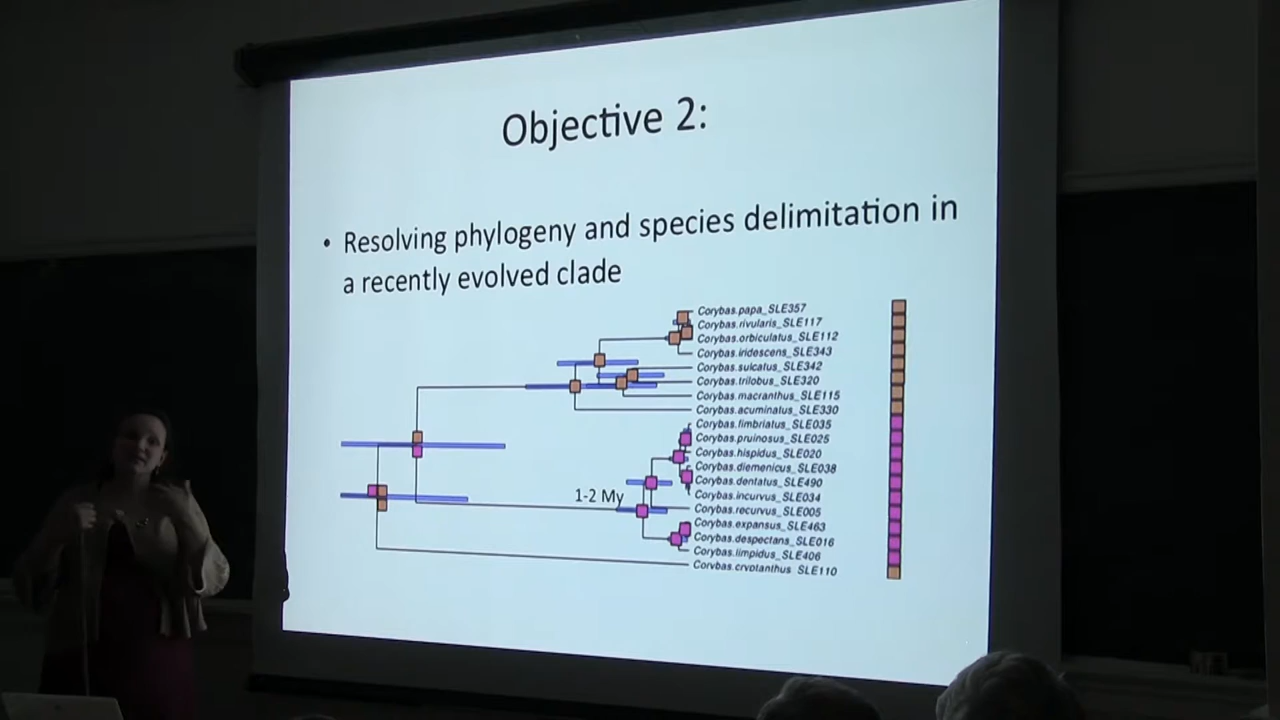 Objective 2:
• Resolving phylogeny and species delimitation in
a recently evolved clade
Corybas.papa_SLE357
Corybas.rivularis_SLE117
Corybas.orbiculatus_SLE112
Corybas.iridescens_SLE343
Corybas.sulcatus_SLE342
Corybas.trilobus_SLE320
Corybas.macranthus_SLE115
Corybas.acuminatus_SLE330
Corybas.fimbriatus_SLE035
Corybas.pruinosus_SLE025
Corybas.hispidus_SLE020
Corybas.diemenicus_SLE038
Corybas.dentatus_SLE490
1-2 My
Corybas.incurvus_SLE034
Corybas.recurvus_SLE005
Corybas.expansus_SLE463
Corybas.despectans_SLE016
Corybas.limpidus_SLE406
Corybas.cryptanthus_SLE110